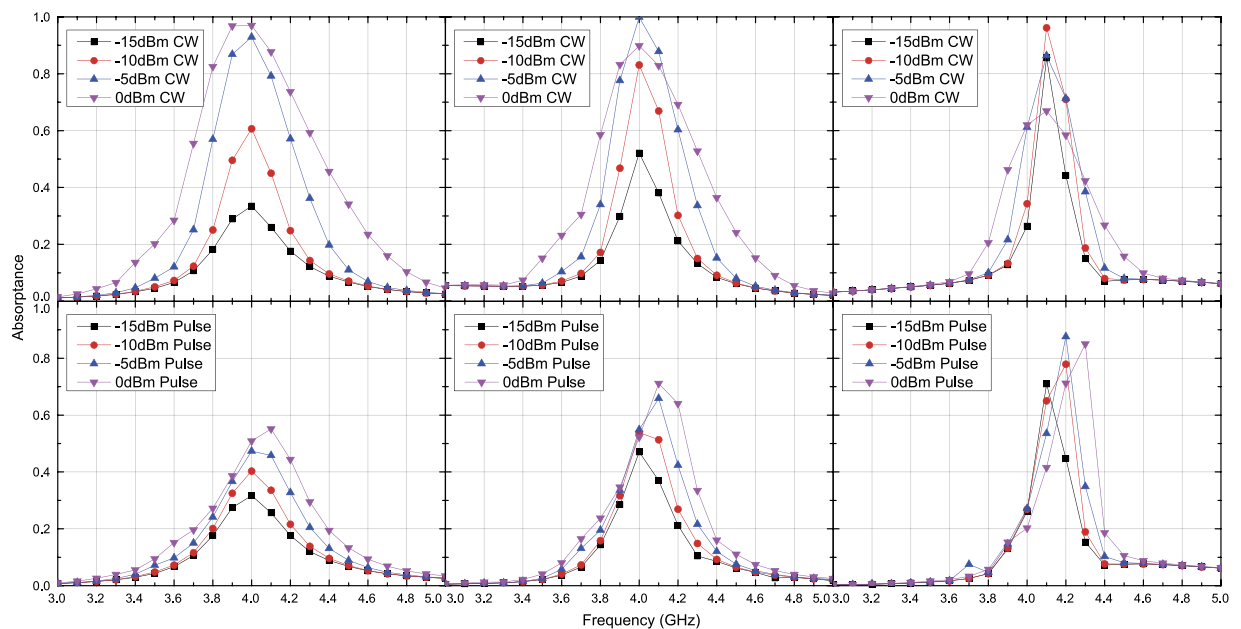 1.0
0.8
0.6
0.4
0.2
0.0
-15dBm CW
-10dBm CW
-5dBm CW
0dBm CW
-15dBm CW
-10dBm CW
-5dBm CW
0dBm CW
-15dBm CW
-10dBm CW
-5dBm CW
0dBm CW
Absorptance
1.0
0.8
0.6
0.4
0.2
0.0
-15dBm Pulse
-10dBm Pulse
-5dBm Pulse
0dBm Pulse
-15dBm Pulse
-10dBm Pulse
-5dBm Pulse
0dBm Pulse
-15dBm Pulse
-10dBm Pulse
-5dBm Pulse
0dBm Pulse
3.0 3.2 3.4 3.6 3.8 4.0 4.2 4.4 4.6 4.8 3.0 3.2 3.4 3.6 3.8 4.0 4.2 4.4 4.6 4.8 5.0 3.0 3.2 3.4 3.6 3.8 4.0 4.2 4.4 4.6 4.8 5.0
Frequency (GHz)